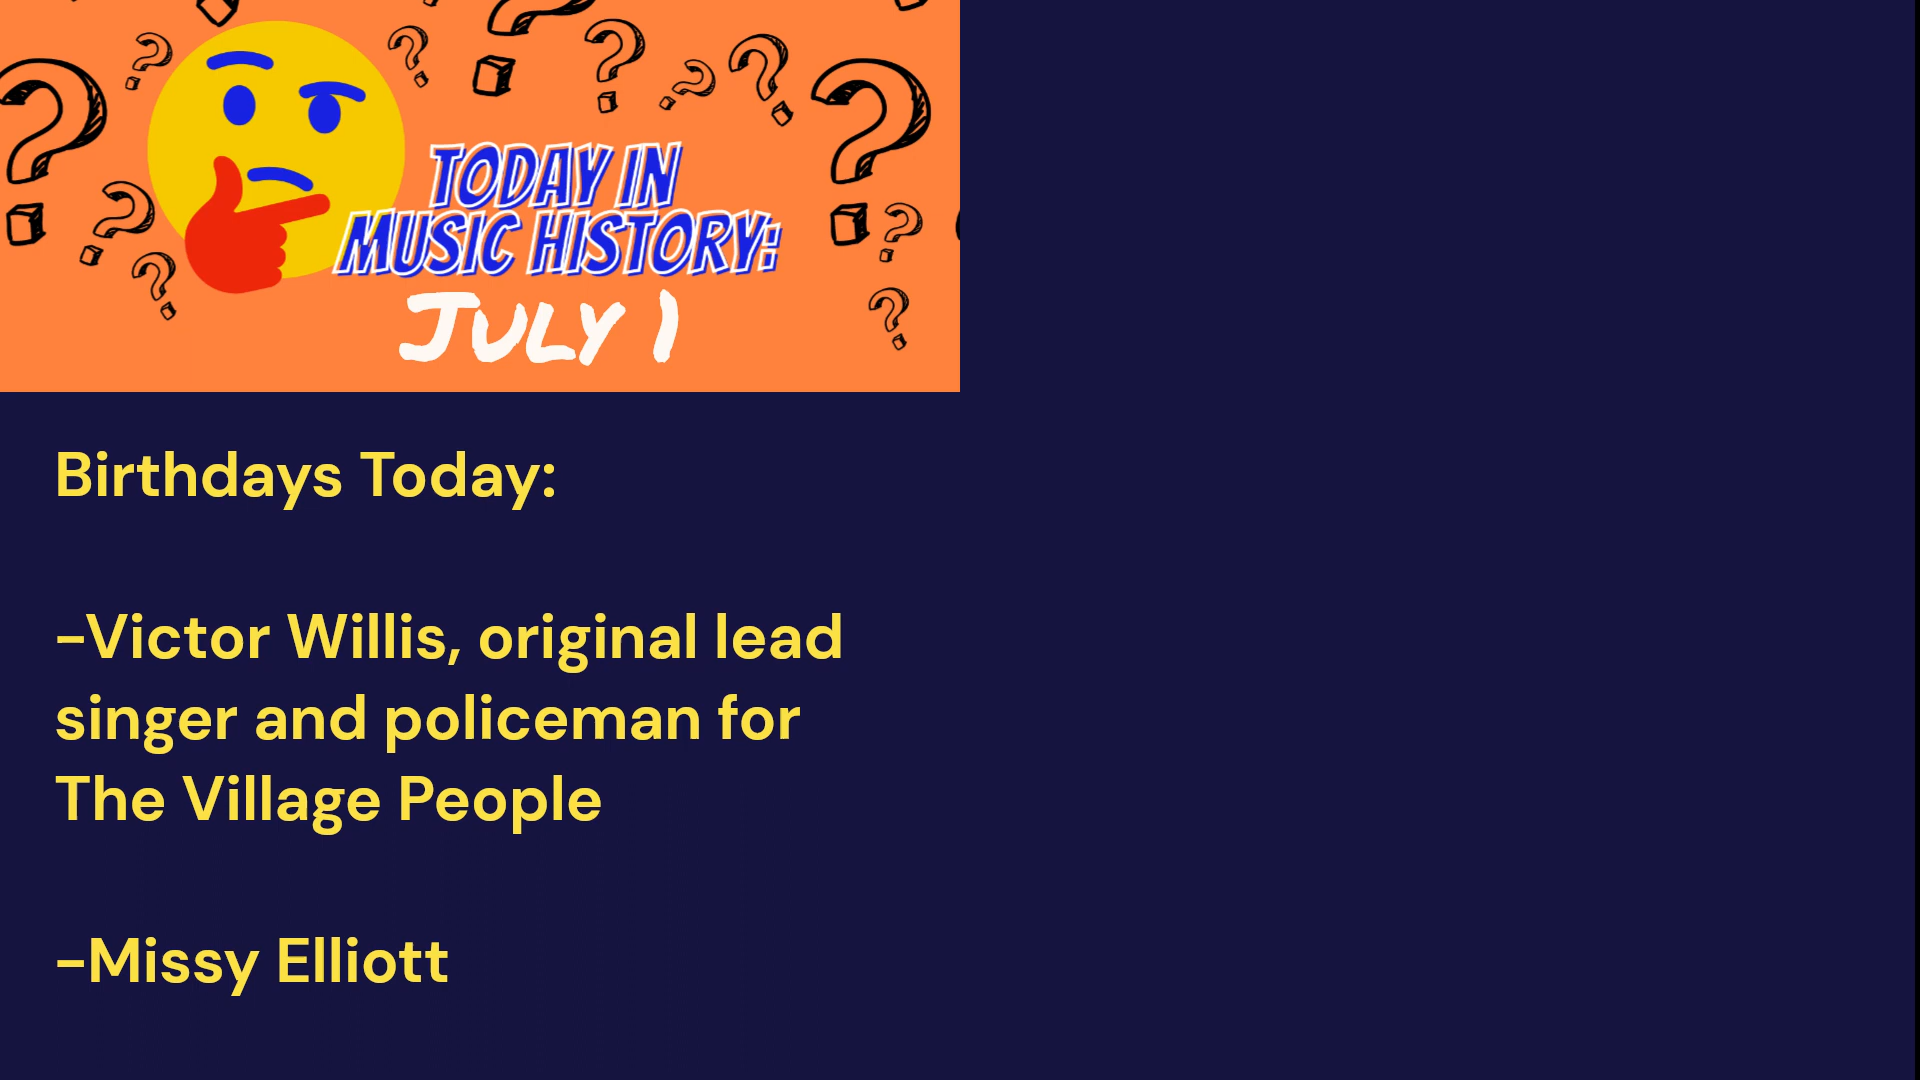 TODAY IN
MUSIC HISTORY:
JULY 1
Birthdays Today:
-Victor Willis, original lead
singer and policeman for
The Village People
-Missy Elliott